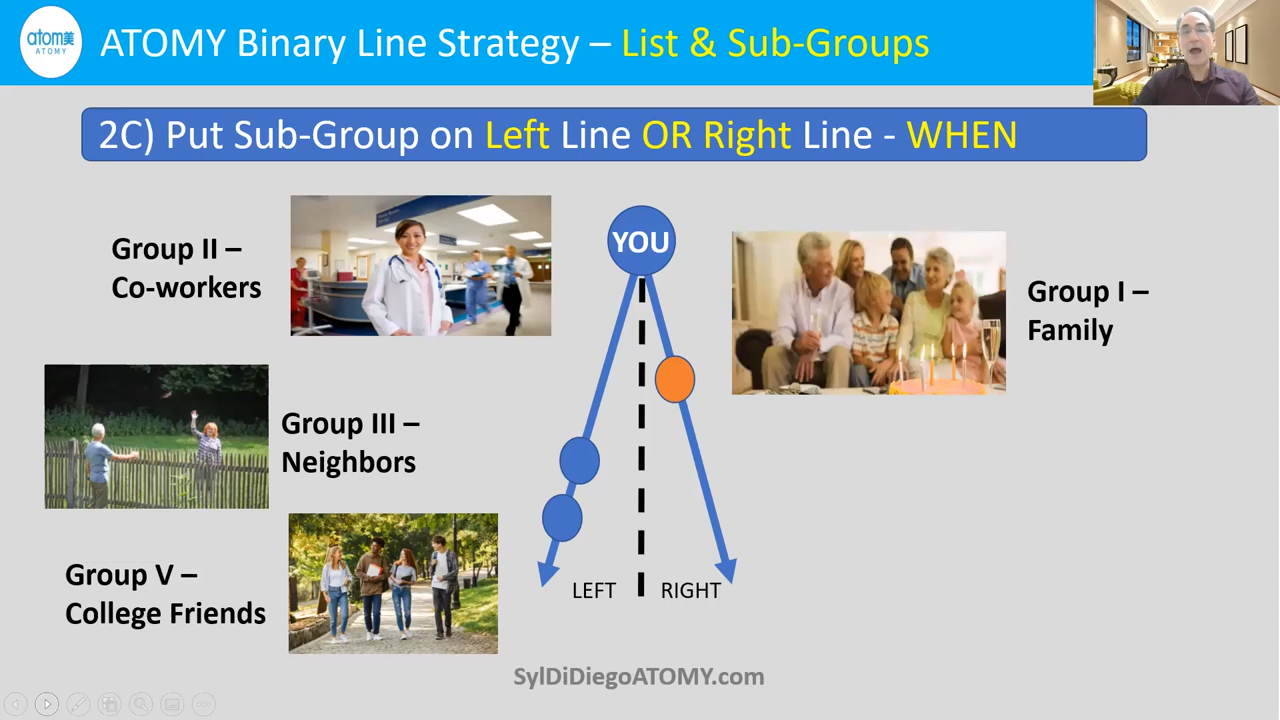 atom美
ATOMY
ATOMY Binary Line Strategy – List & Sub-Groups
2C) Put Sub-Group on Left Line OR Right Line - WHEN
Group II –
Co-workers
YOU
Group I –
Family
Group III –
Neighbors
Group V –
College Friends
LEFT
RIGHT
SylDiDiegoATOMY.com